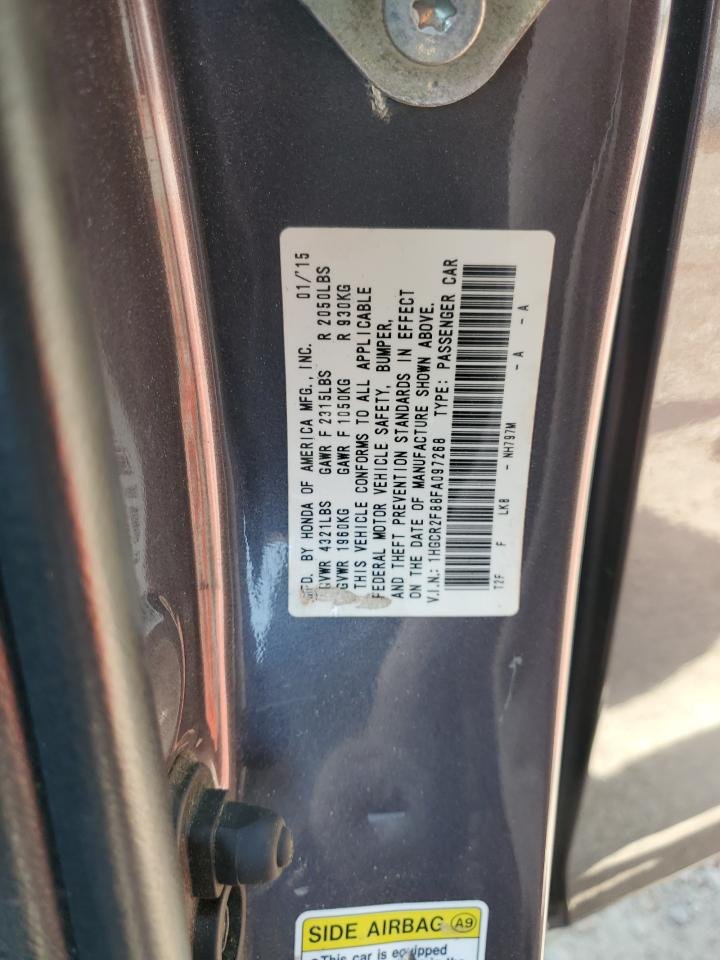 MFD. BY HONDA OF AMERICA MFG., INC. 01/'15
GVWR 4321LBS GAWR F 2315LBS R 2050LBS
GVWR 1960KG GAWR F 1050KG R 930KG
THIS VEHICLE CONFORMS TO ALL APPLICABLE
FEDERAL MOTOR VEHICLE SAFETY, BUMPER,
AND THEFT PREVENTION STANDARDS IN EFFECT
ON THE DATE OF MANUFACTURE SHOWN ABOVE.
V.I.N.: 1HGCR2F88FA097268 TYPE: PASSENGER CAR
T2F F LKB - NH797M - A - A
SIDE AIRBAG A9
• This car is equipped